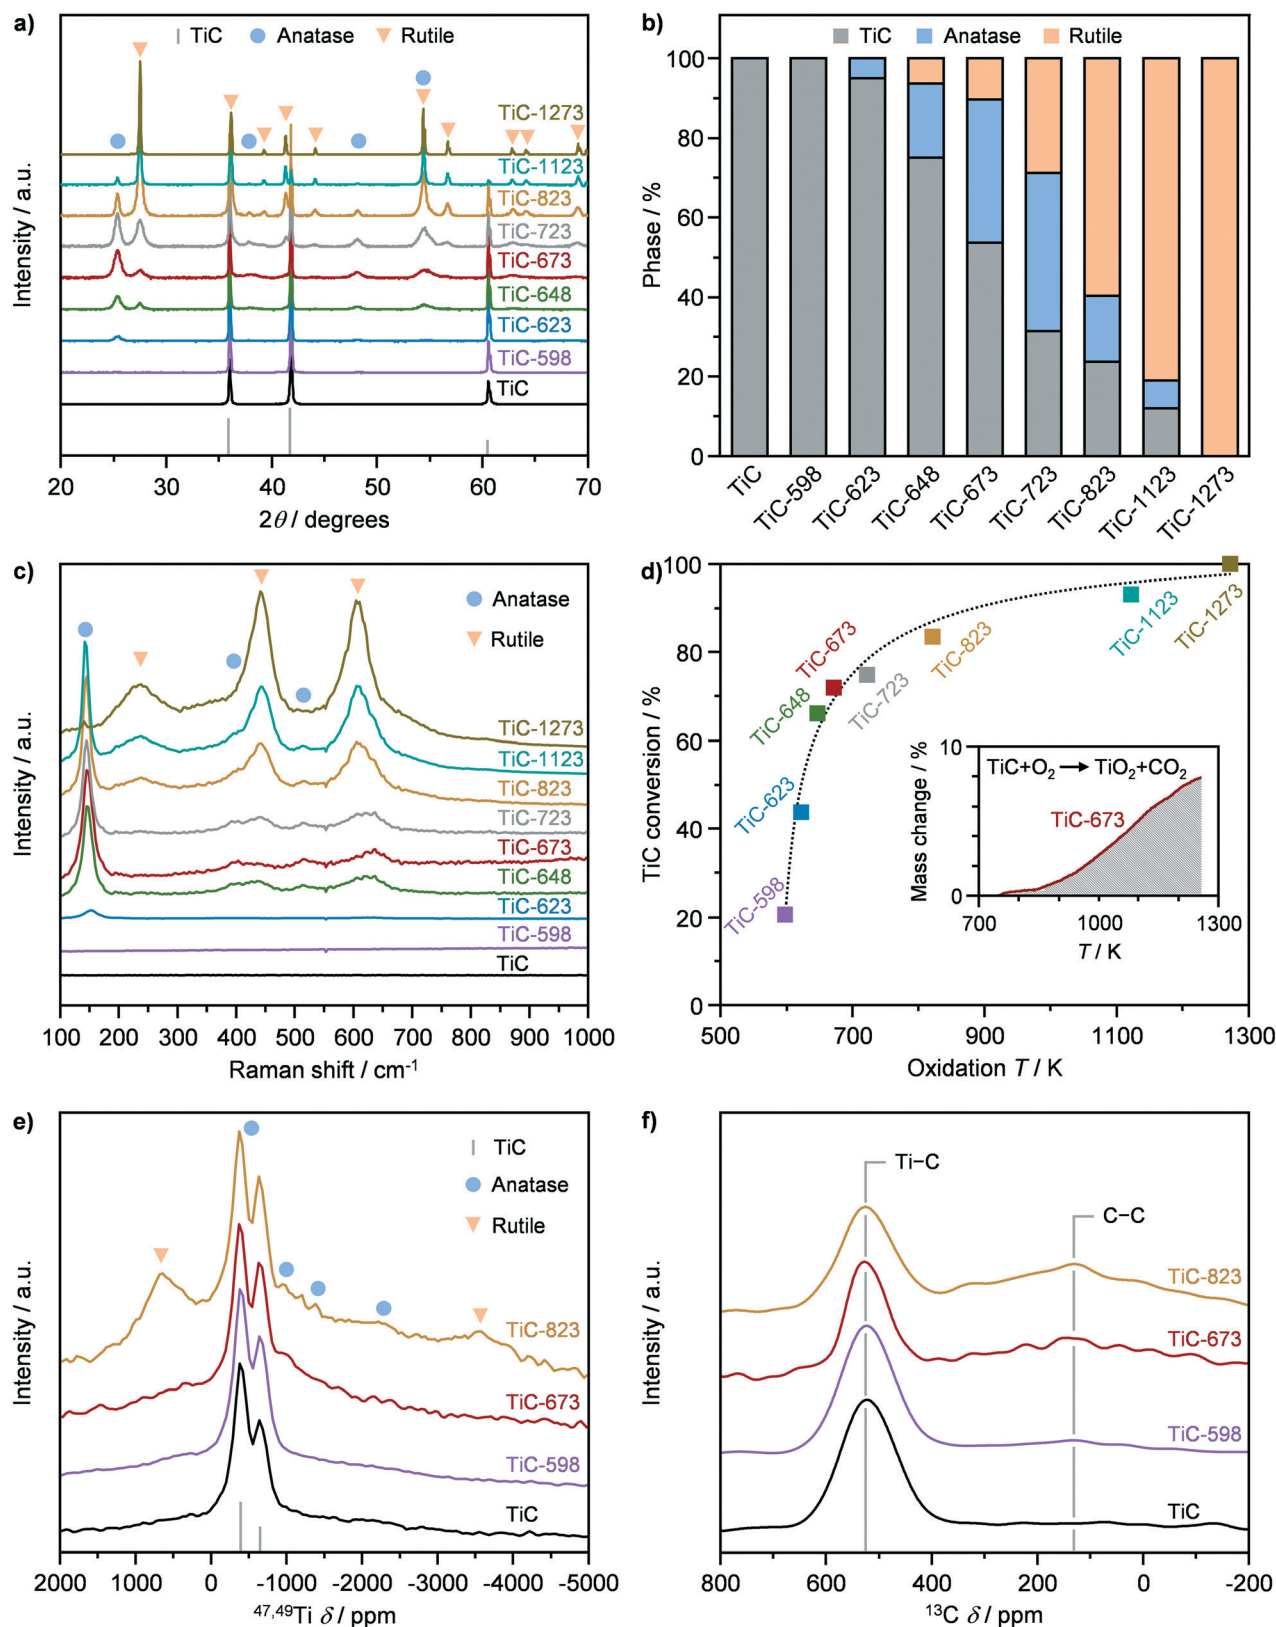 a)
TiC Anatase Rutile
TiC-1273
TiC-1123
TiC-823
TiC-723
TiC-673
TiC-648
TiC-623
TiC-598
TiC
Intensity / a.u.
20 30 40 50 60 70
2θ / degrees
b)
TiC Anatase Rutile
100
80
60
40
20
0
Phase / %
TiC TiC-598 TiC-623 TiC-648 TiC-673 TiC-723 TiC-823 TiC-1123 TiC-1273
c)
Anatase
Rutile
TiC-1273
TiC-1123
TiC-823
TiC-723
TiC-673
TiC-648
TiC-623
TiC-598
TiC
Intensity / a.u.
100 200 300 400 500 600 700 800 900 1000
Raman shift / cm⁻¹
d)
100
80
60
40
20
0
TiC conversion / %
TiC-598
TiC-623
TiC-648
TiC-673
TiC-723
TiC-823
TiC-1123
TiC-1273
10
0
Mass change / %
TiC+O₂ → TiO₂+CO₂
TiC-673
700 1000 1300
T / K
500 700 900 1100 1300
Oxidation T / K
e)
TiC
Anatase
Rutile
TiC-823
TiC-673
TiC-598
TiC
Intensity / a.u.
2000 1000 0 -1000 -2000 -3000 -4000 -5000
⁴⁷,⁴⁹Ti δ / ppm
f)
Ti−C
C−C
TiC-823
TiC-673
TiC-598
TiC
Intensity / a.u.
800 600 400 200 0 -200
¹³C δ / ppm